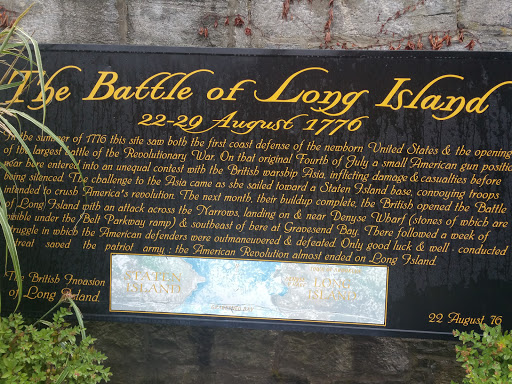 The Battle of Long Island
22-29 August 1776
In the summer of 1776 this site saw both the first coast defense of the newborn United States & the opening
of the largest battle of the Revolutionary War. On that original Fourth of July a small American gun position
near here entered into an unequal contest with the British warship Asia, inflicting damage & casualties before
being silenced. The challenge to the Asia came as she sailed toward a Staten Island base, convoying troops
intended to crush America's revolution. The next month, their buildup complete, the British opened the "Battle
of Long Island with an attack across the Narrows, landing on & near Denyse Wharf (stones of which are
visible under the Belt Parkway ramp) & southeast of here at Gravesend Bay. There followed a week of
struggle in which the American defenders were outmaneuvered & defeated. Only good luck & well-conducted
retreat saved the patriot army: the American Revolution almost ended on Long Island.
The British Invasion
of Long Island.
STATEN
ISLAND
LONG
ISLAND
22 August 76